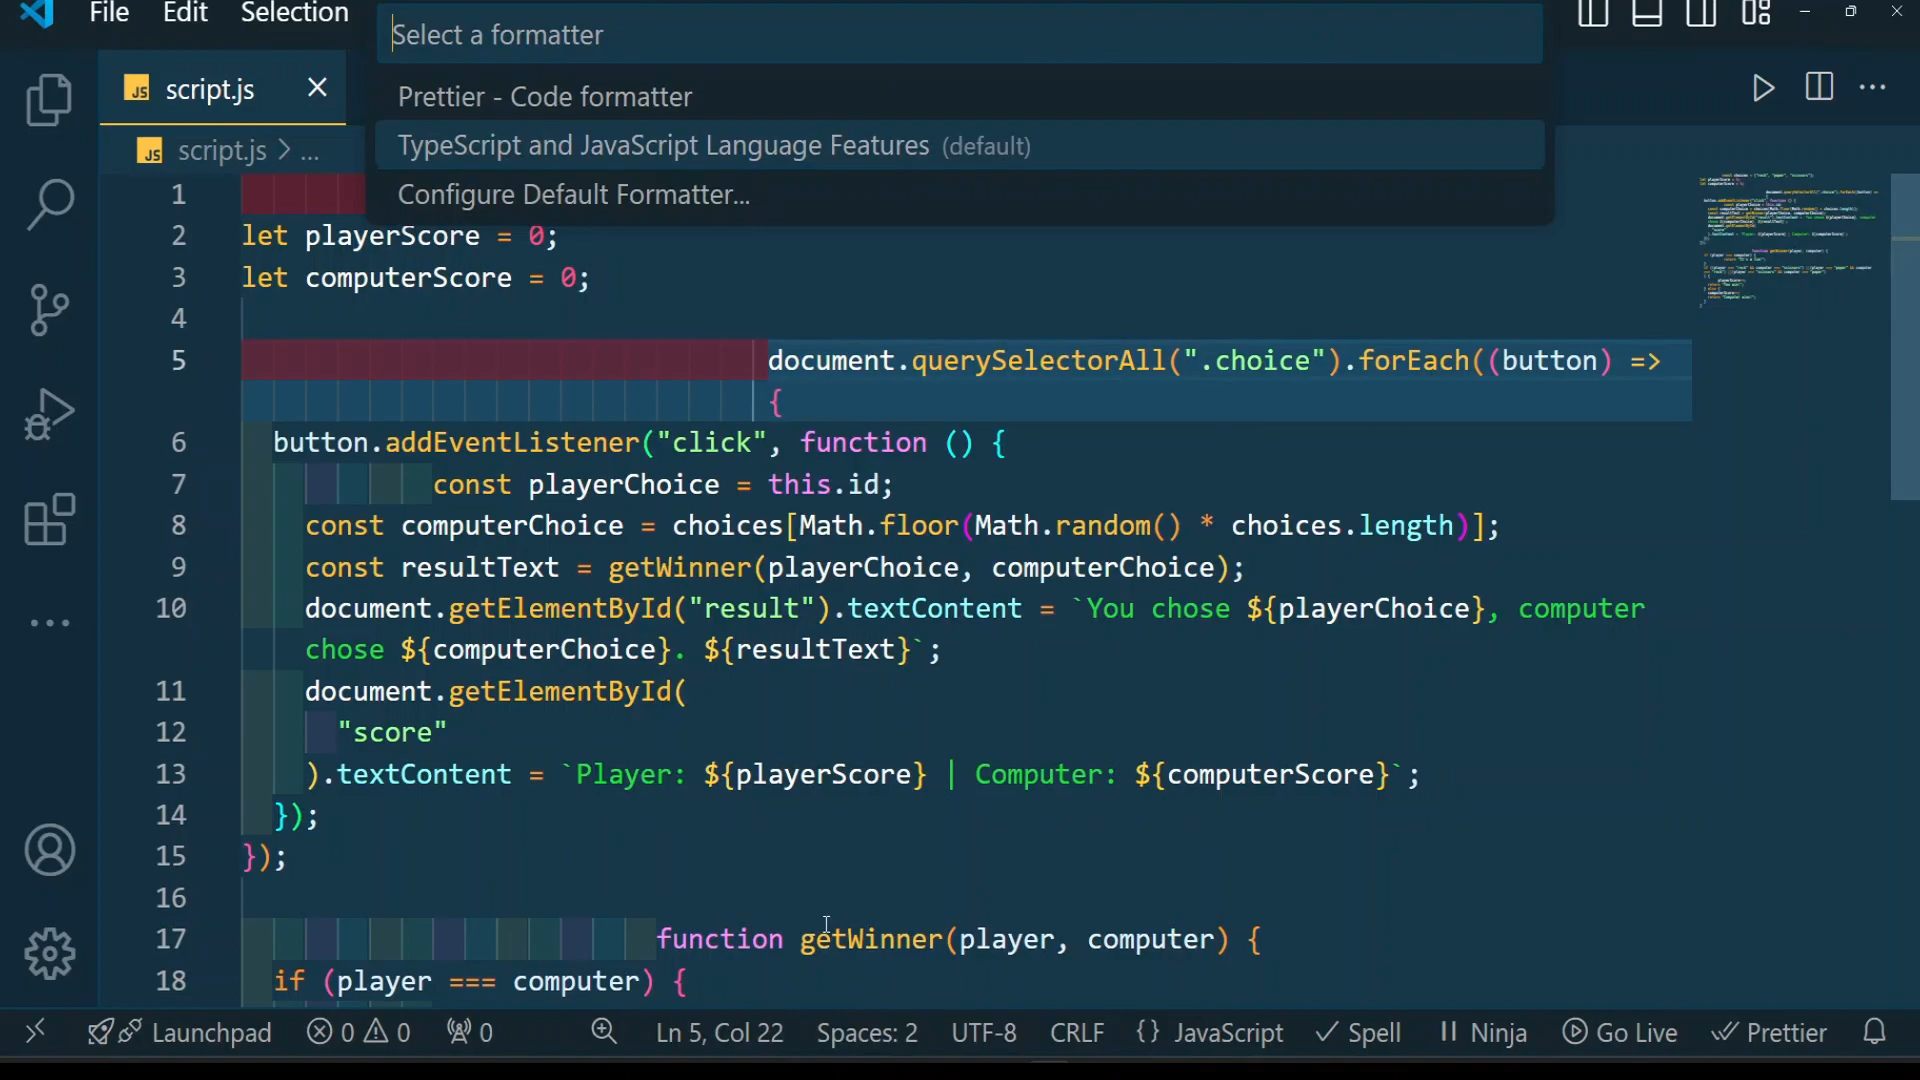 File Edit Selection
Select a formatter
Prettier - Code formatter
TypeScript and JavaScript Language Features (default)
Configure Default Formatter...
JS script.js
JS script.js > ...
1
2 let playerScore = 0;
3 let computerScore = 0;
4
5 document.querySelectorAll(".choice").forEach((button) =>
{
6 button.addEventListener("click", function () {
7 const playerChoice = this.id;
8 const computerChoice = choices[Math.floor(Math.random() * choices.length)];
9 const resultText = getWinner(playerChoice, computerChoice);
10 document.getElementById("result").textContent = `You chose ${playerChoice}, computer
chose ${computerChoice}. ${resultText}`;
11 document.getElementById(
12 "score"
13 ).textContent = `Player: ${playerScore} | Computer: ${computerScore}`;
14 });
15 });
16
17 function getWinner(player, computer) {
18 if (player === computer) {
Launchpad 0 0 0 Ln 5, Col 22 Spaces: 2 UTF-8 CRLF {} JavaScript Spell Ninja Go Live Prettier